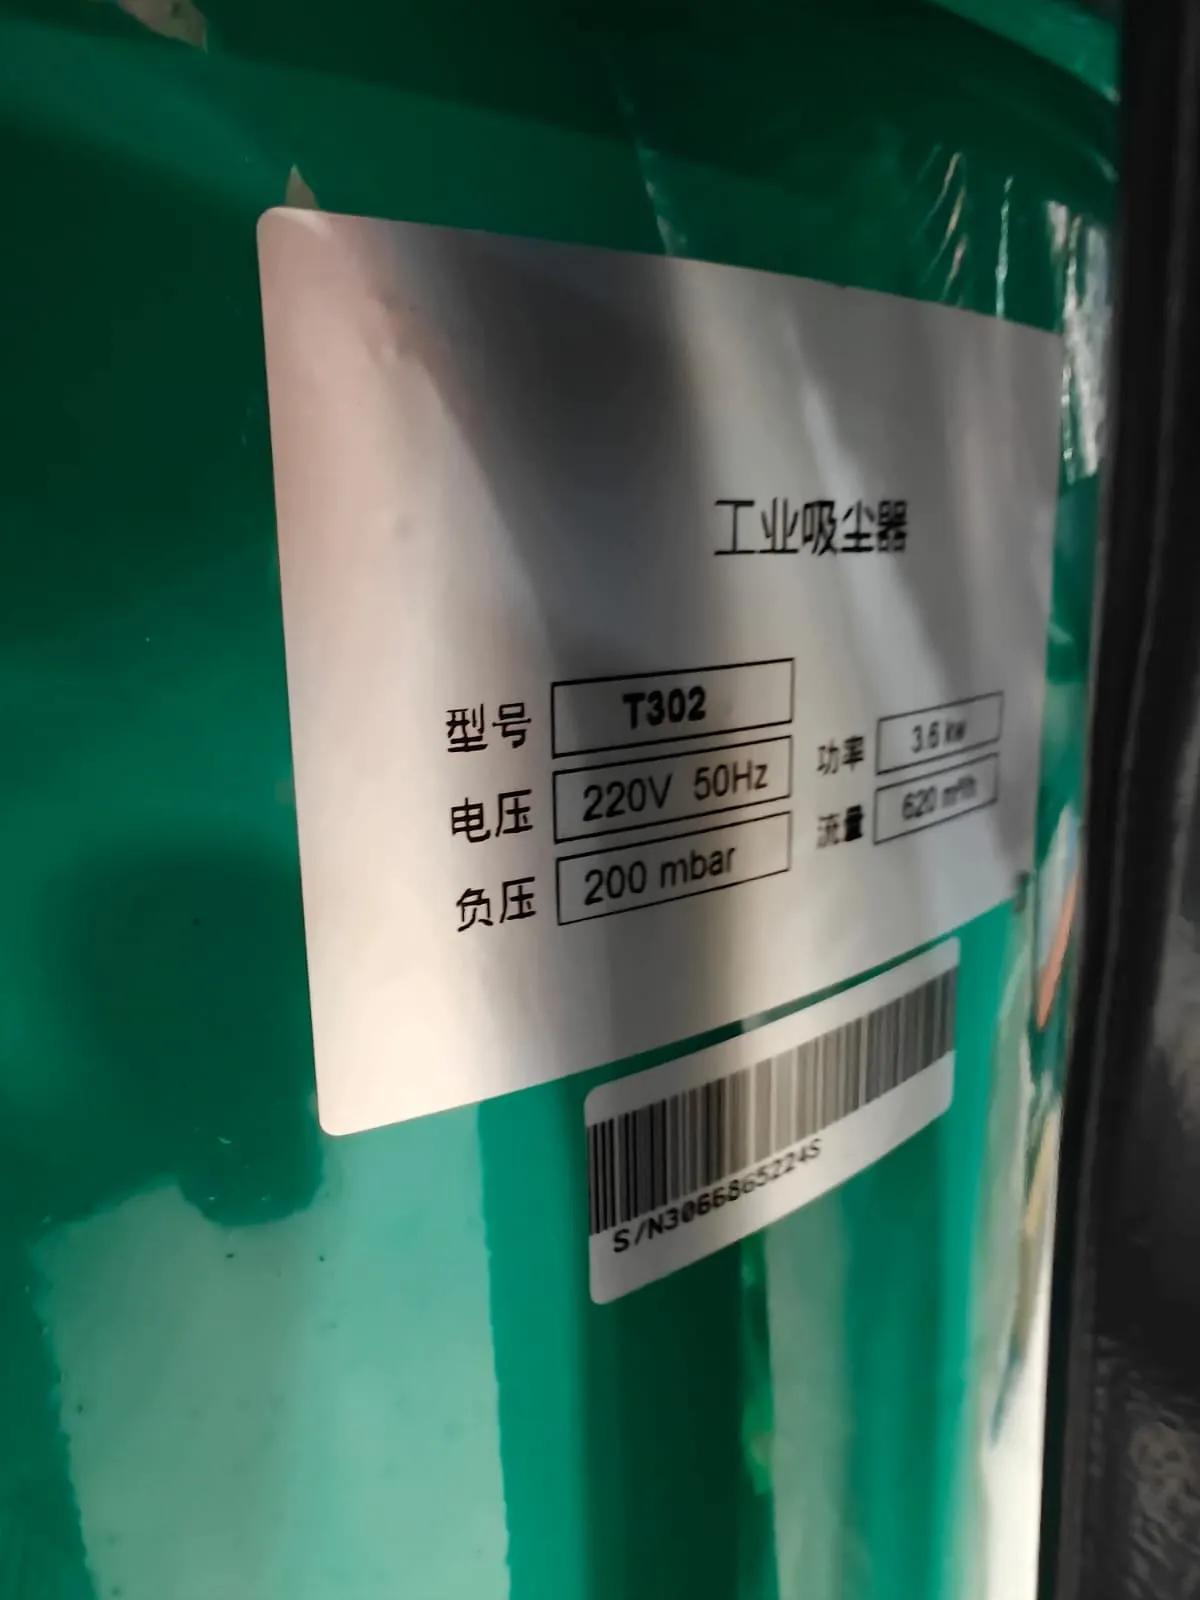 工业吸尘器
型号 T302
电压 220V 50Hz 功率 3.6 kw
负压 200 mbar 流量 620 m³/h
S/N3066865224S